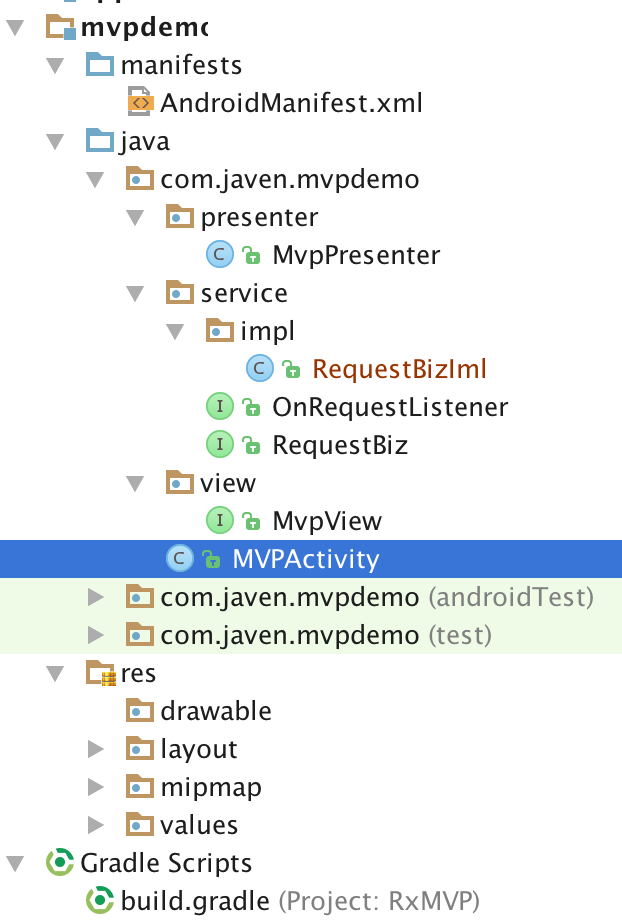 mvpdemo
manifests
AndroidManifest.xml
java
com.javen.mvpdemo
presenter
C MvpPresenter
service
impl
C RequestBizIml
I OnRequestListener
I RequestBiz
view
I MvpView
C MVPActivity
com.javen.mvpdemo (androidTest)
com.javen.mvpdemo (test)
res
drawable
layout
mipmap
values
Gradle Scripts
build.gradle (Project: RxMVP)